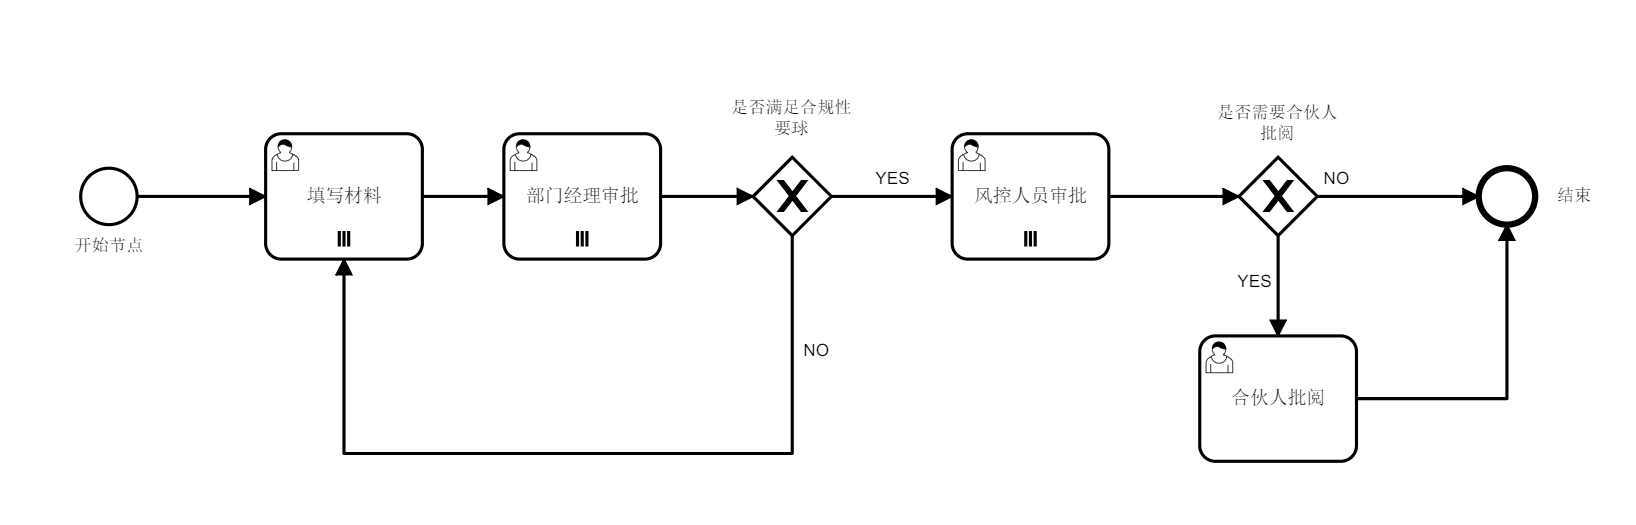 是否满足合规性
要球
是否需要合伙人
批阅
YES
NO
填写材料
部门经理审批
风控人员审批
结束
开始节点
YES
NO
合伙人批阅